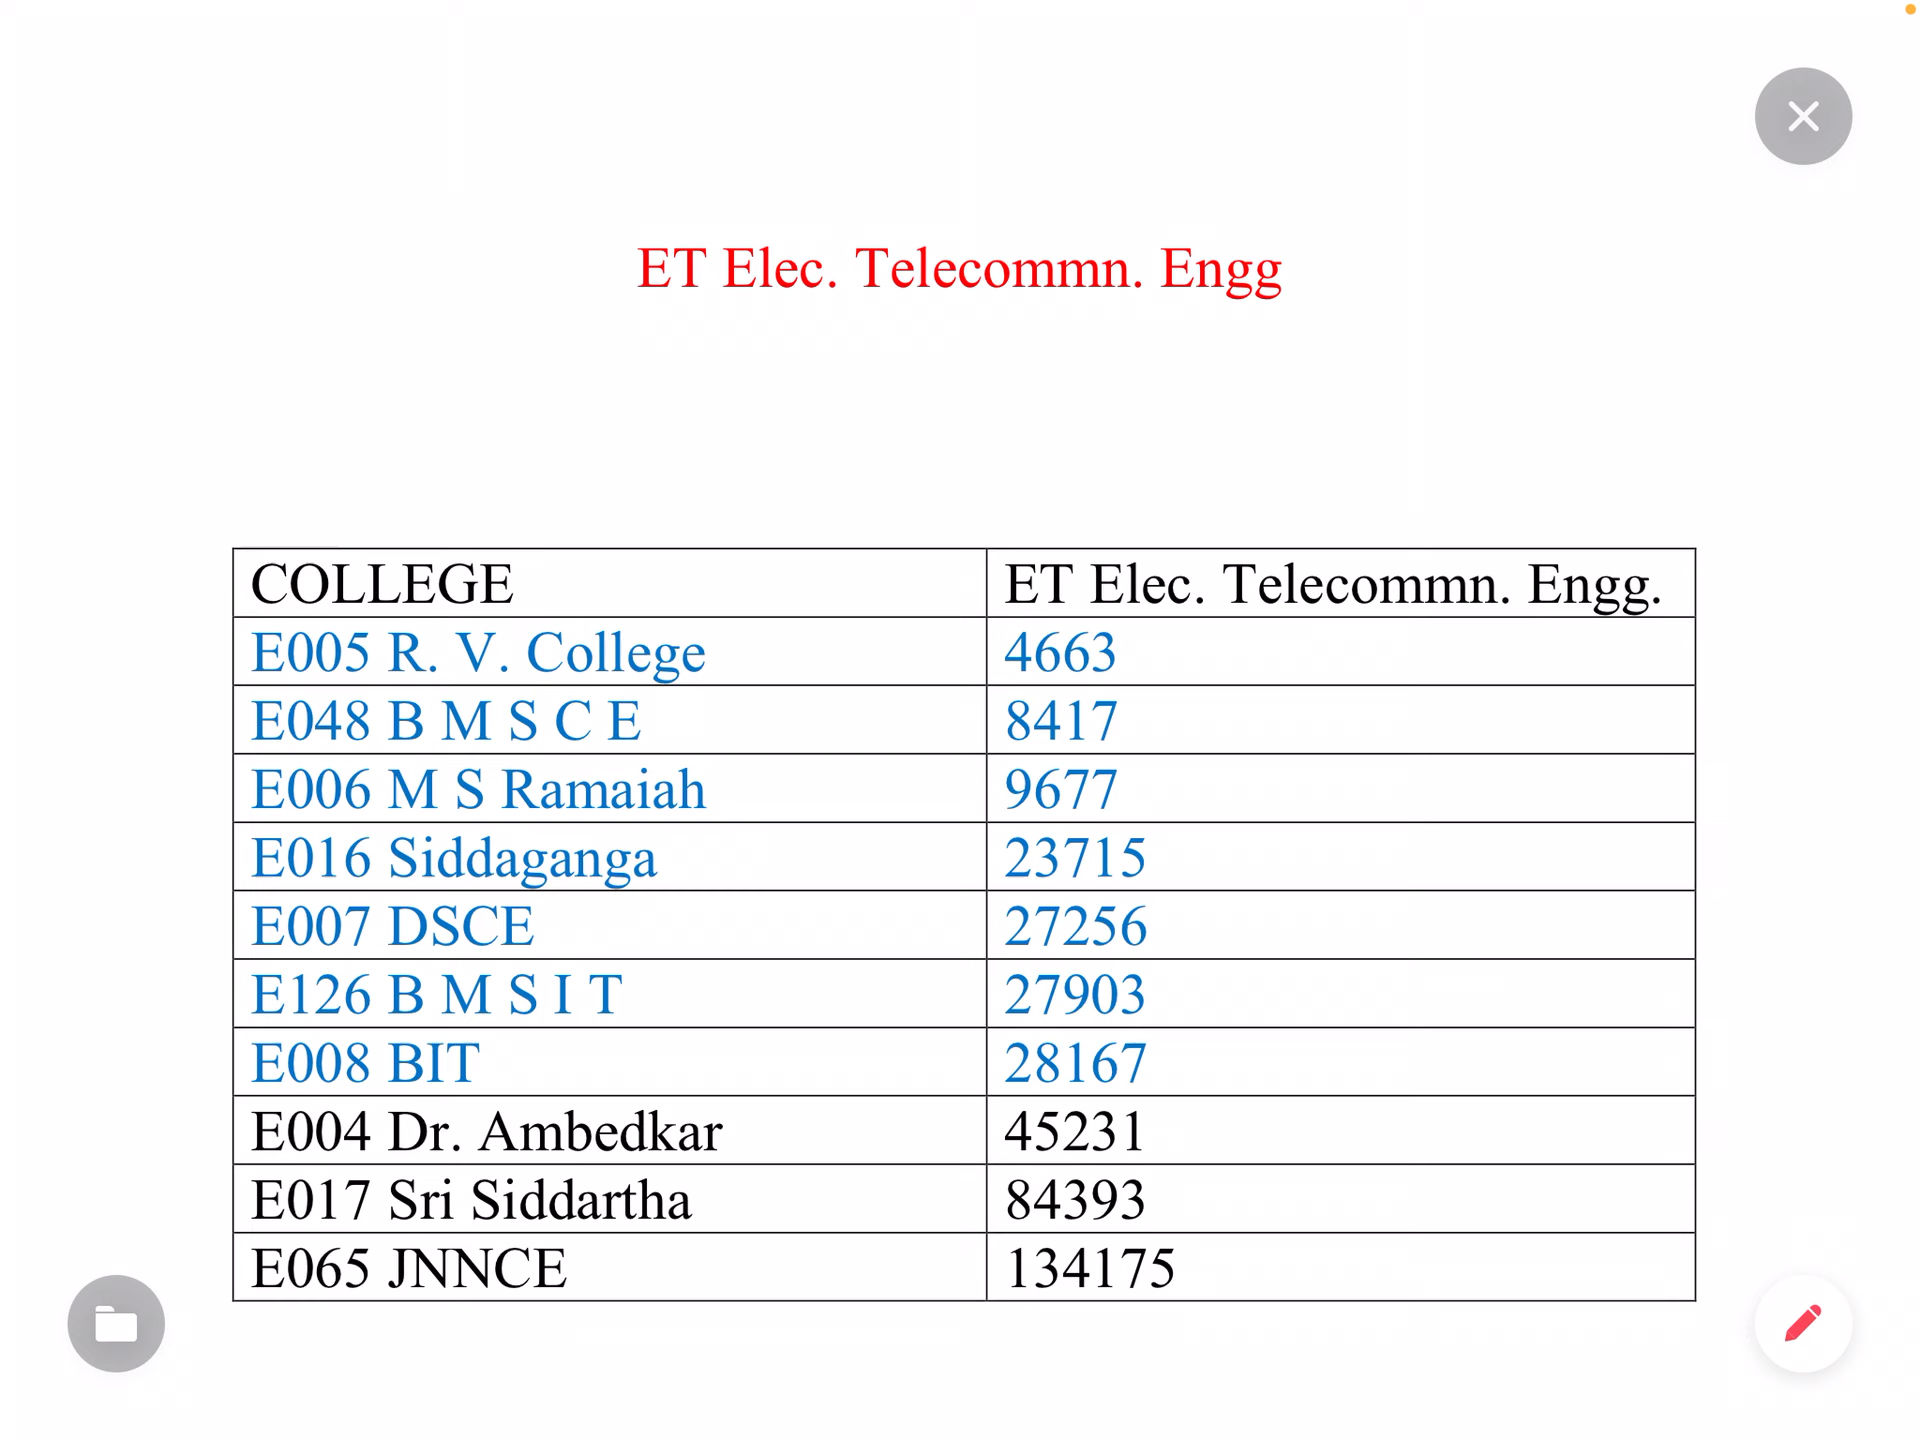 ET Elec. Telecommn. Engg
COLLEGE ET Elec. Telecommn. Engg.
E005 R. V. College 4663
E048 B M S C E 8417
E006 M S Ramaiah 9677
E016 Siddaganga 23715
E007 DSCE 27256
E126 B M S I T 27903
E008 BIT 28167
E004 Dr. Ambedkar 45231
E017 Sri Siddartha 84393
E065 JNNCE 134175